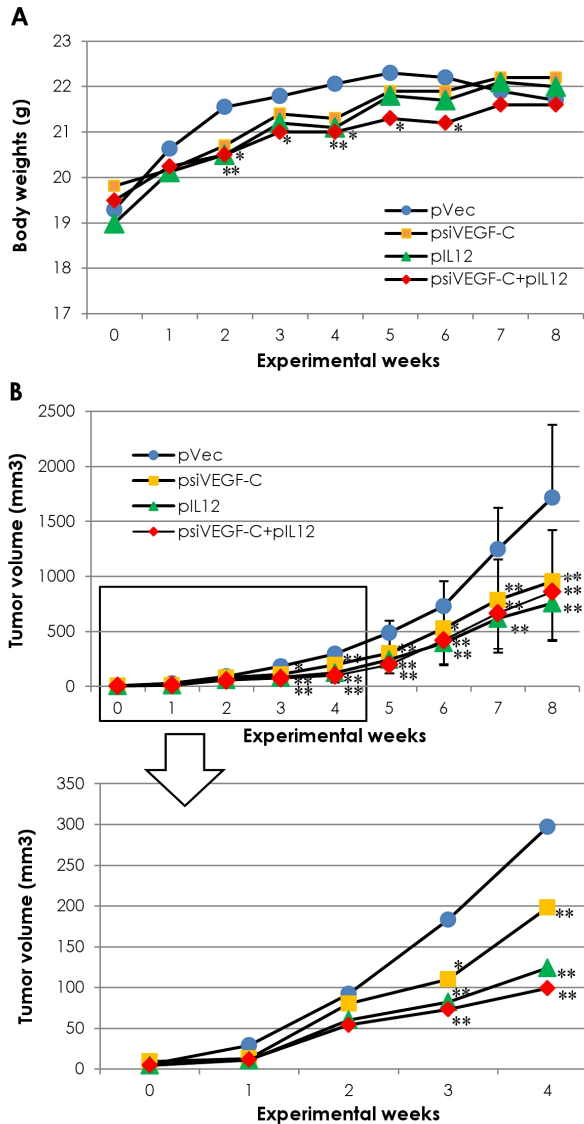 A
23
22
21
20
19
18
17
Body weights (g)
* ** * ** * * *
pVec
psiVEGF-C
pIL12
psiVEGF-C+pIL12
0 1 2 3 4 5 6 7 8
Experimental weeks
B
2500
2000
1500
1000
500
0
Tumor volume (mm3)
pVec
psiVEGF-C
pIL12
psiVEGF-C+pIL12
* ** ** ** ** ** ** ** ** * ** ** ** ** ** ** ** **
0 1 2 3 4 5 6 7 8
Experimental weeks
350
300
250
200
150
100
50
0
Tumor volume (mm3)
**
*
**
**
**
**
0 1 2 3 4
Experimental weeks